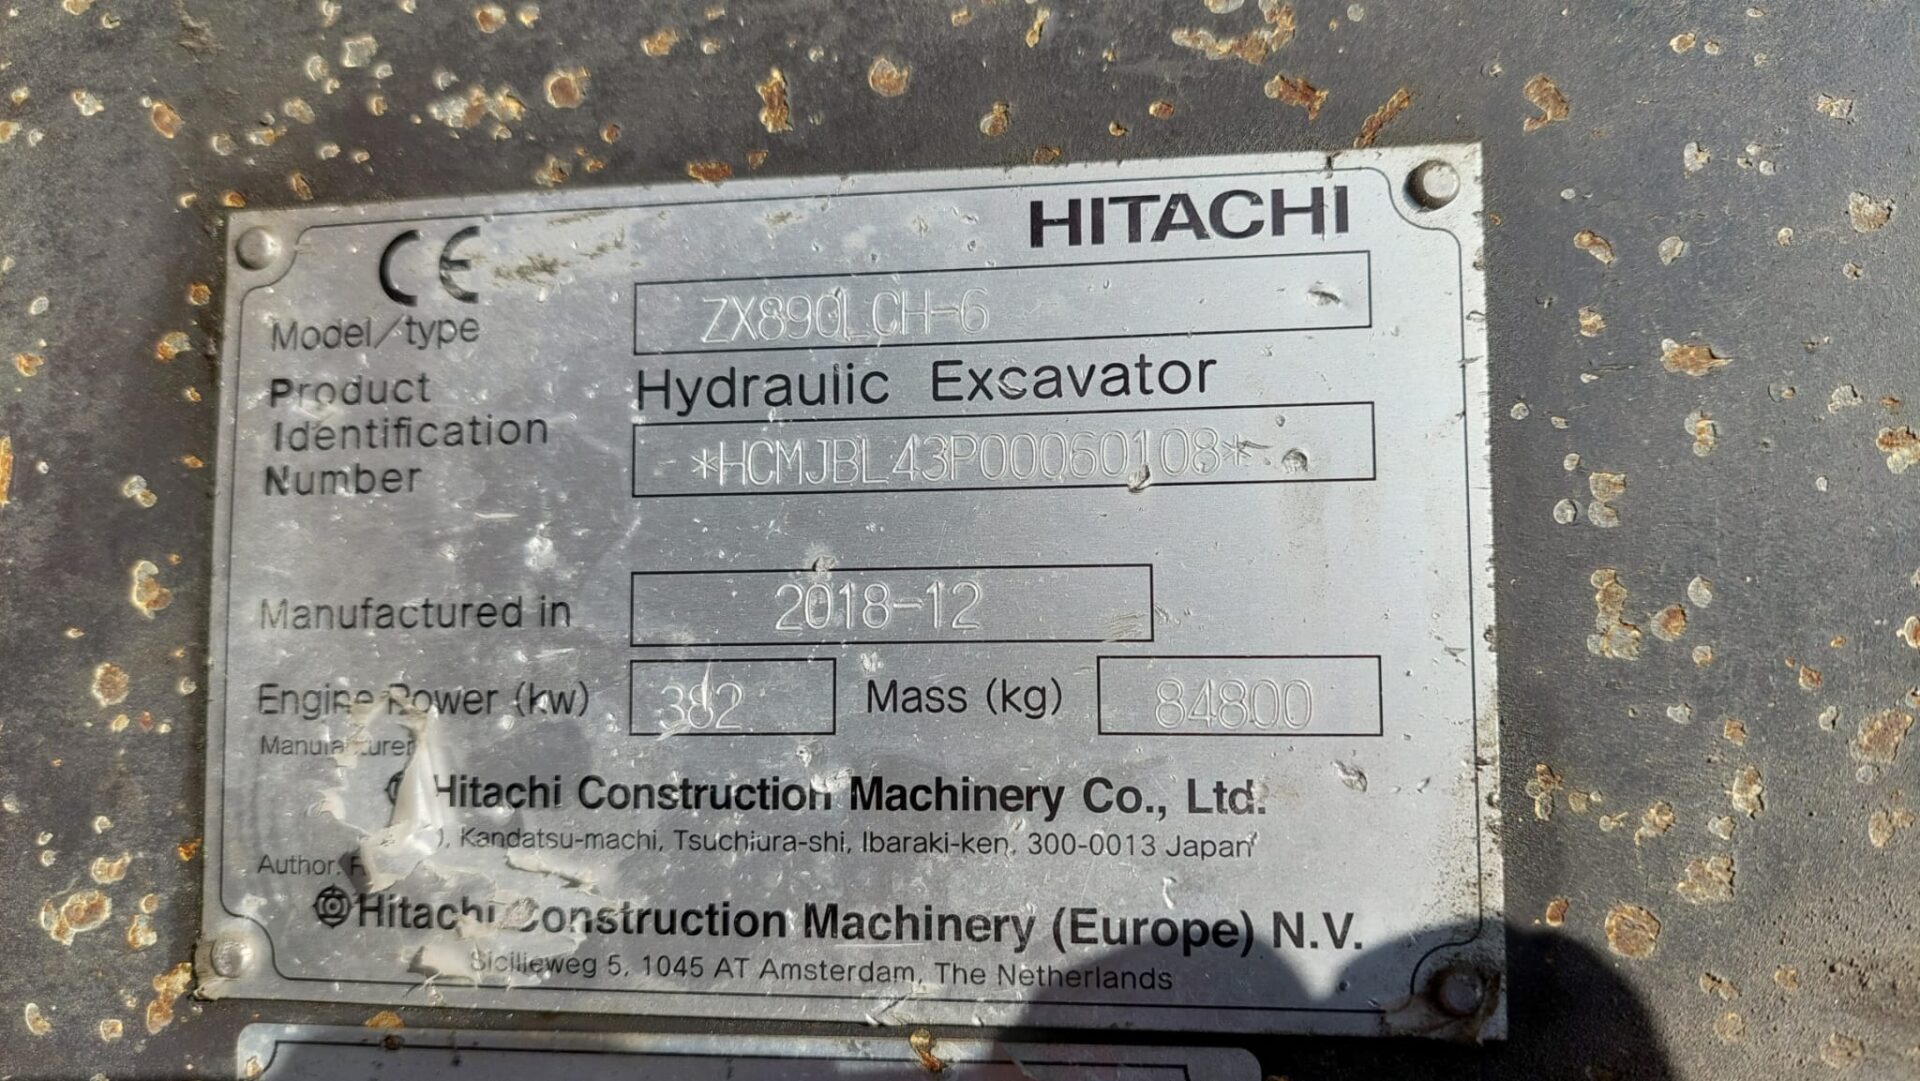 CE
HITACHI
Model/type ZX890LCH-6
Hydraulic Excavator
Product
Identification
Number
*HCMJBL43P00060108*
Manufactured in 2018-12
Engine Power (kw) 382 Mass (kg) 84800
Manufacturer
Hitachi Construction Machinery Co., Ltd.
), Kandatsu-machi, Tsuchiura-shi, Ibaraki-ken, 300-0013 Japan
Author. R
Hitachi Construction Machinery (Europe) N.V.
Sicilieweg 5, 1045 AT Amsterdam, The Netherlands